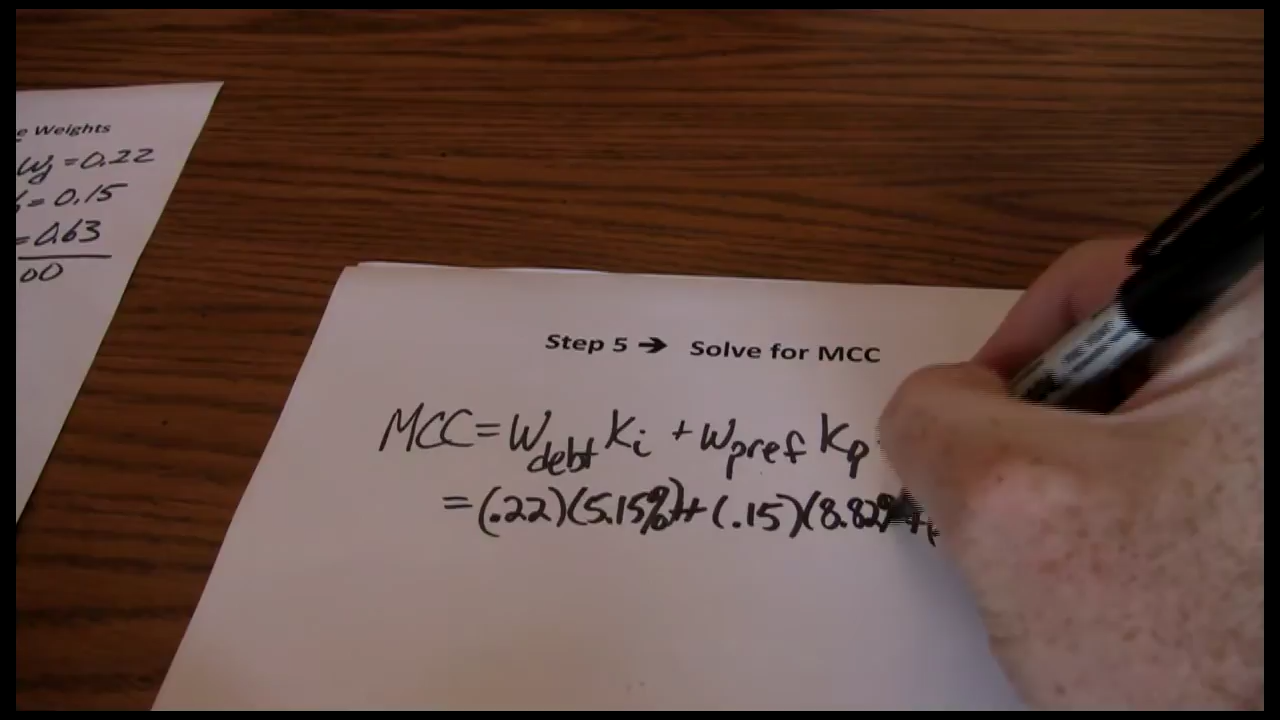 e Weights
Wd = 0.22
= 0.15
= 0.63
00
Step 5 → Solve for MCC
MCC = Wdebt Ki + Wpref Kp
= (.22)(5.15%) + (.15)(8.82% + (